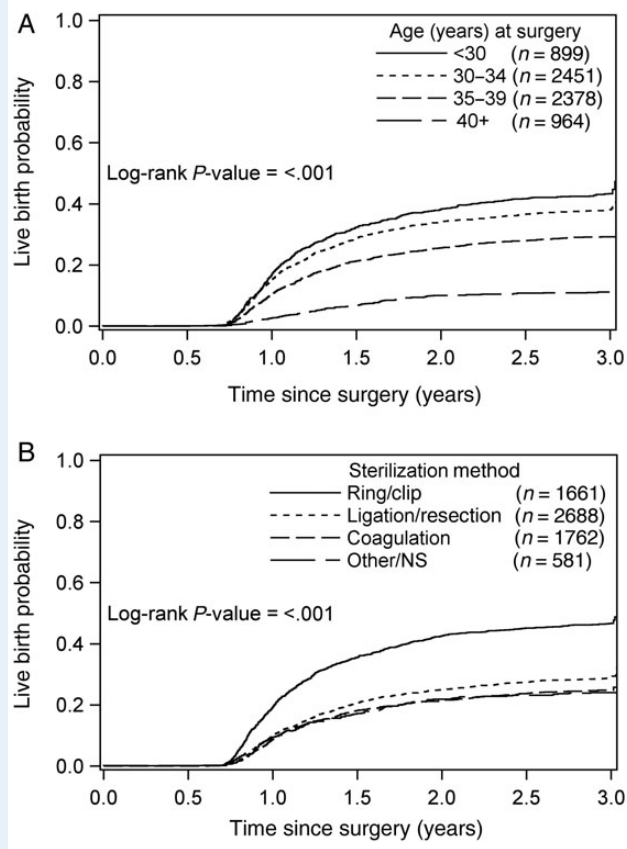 A
1.0
0.8
0.6
0.4
0.2
0.0
Live birth probability
Age (years) at surgery
<30 (n = 899)
30–34 (n = 2451)
35–39 (n = 2378)
40+ (n = 964)
Log-rank P-value = <.001
0.0 0.5 1.0 1.5 2.0 2.5 3.0
Time since surgery (years)
B
1.0
0.8
0.6
0.4
0.2
0.0
Live birth probability
Sterilization method
Ring/clip (n = 1661)
Ligation/resection (n = 2688)
Coagulation (n = 1762)
Other/NS (n = 581)
Log-rank P-value = <.001
0.0 0.5 1.0 1.5 2.0 2.5 3.0
Time since surgery (years)